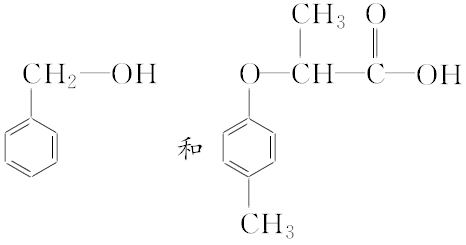 CH₃ O
CH₂—OH O—CH—C—OH
和
CH₃